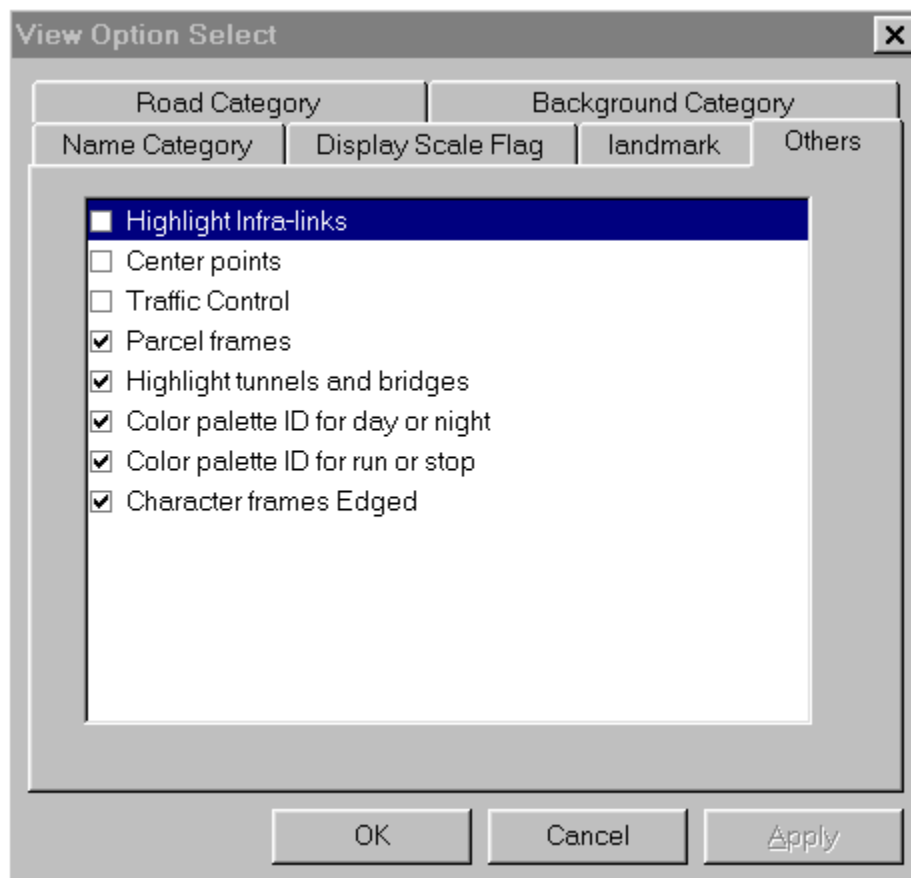 View Option Select
Road Category
Background Category
Name Category
Display Scale Flag
landmark
Others
Highlight Infra-links
Center points
Traffic Control
Parcel frames
Highlight tunnels and bridges
Color palette ID for day or night
Color palette ID for run or stop
Character frames Edged
OK
Cancel
Apply